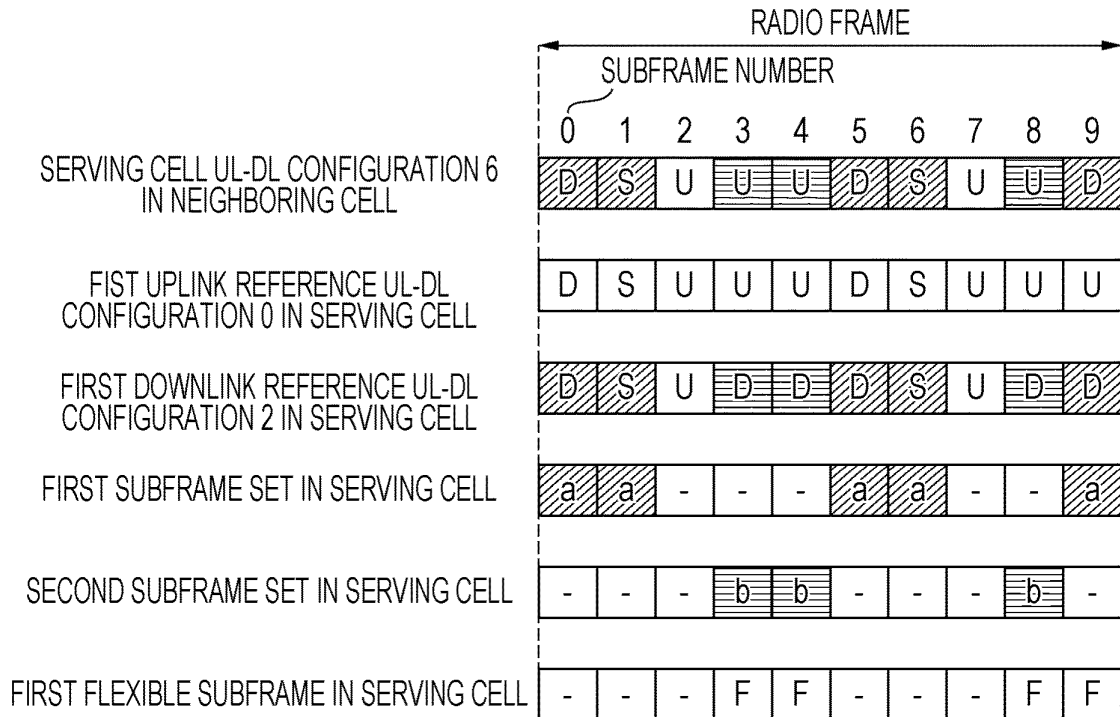 RADIO FRAME
SUBFRAME NUMBER
0 1 2 3 4 5 6 7 8 9
SERVING CELL UL-DL CONFIGURATION 6
IN NEIGHBORING CELL
D S U U U D S U U D
FIST UPLINK REFERENCE UL-DL
CONFIGURATION 0 IN SERVING CELL
D S U U U D S U U U
FIRST DOWNLINK REFERENCE UL-DL
CONFIGURATION 2 IN SERVING CELL
D S U D D D S U D D
FIRST SUBFRAME SET IN SERVING CELL
a a - - - a a - - a
SECOND SUBFRAME SET IN SERVING CELL
- - - b b - - - b -
FIRST FLEXIBLE SUBFRAME IN SERVING CELL
- - - F F - - - F F